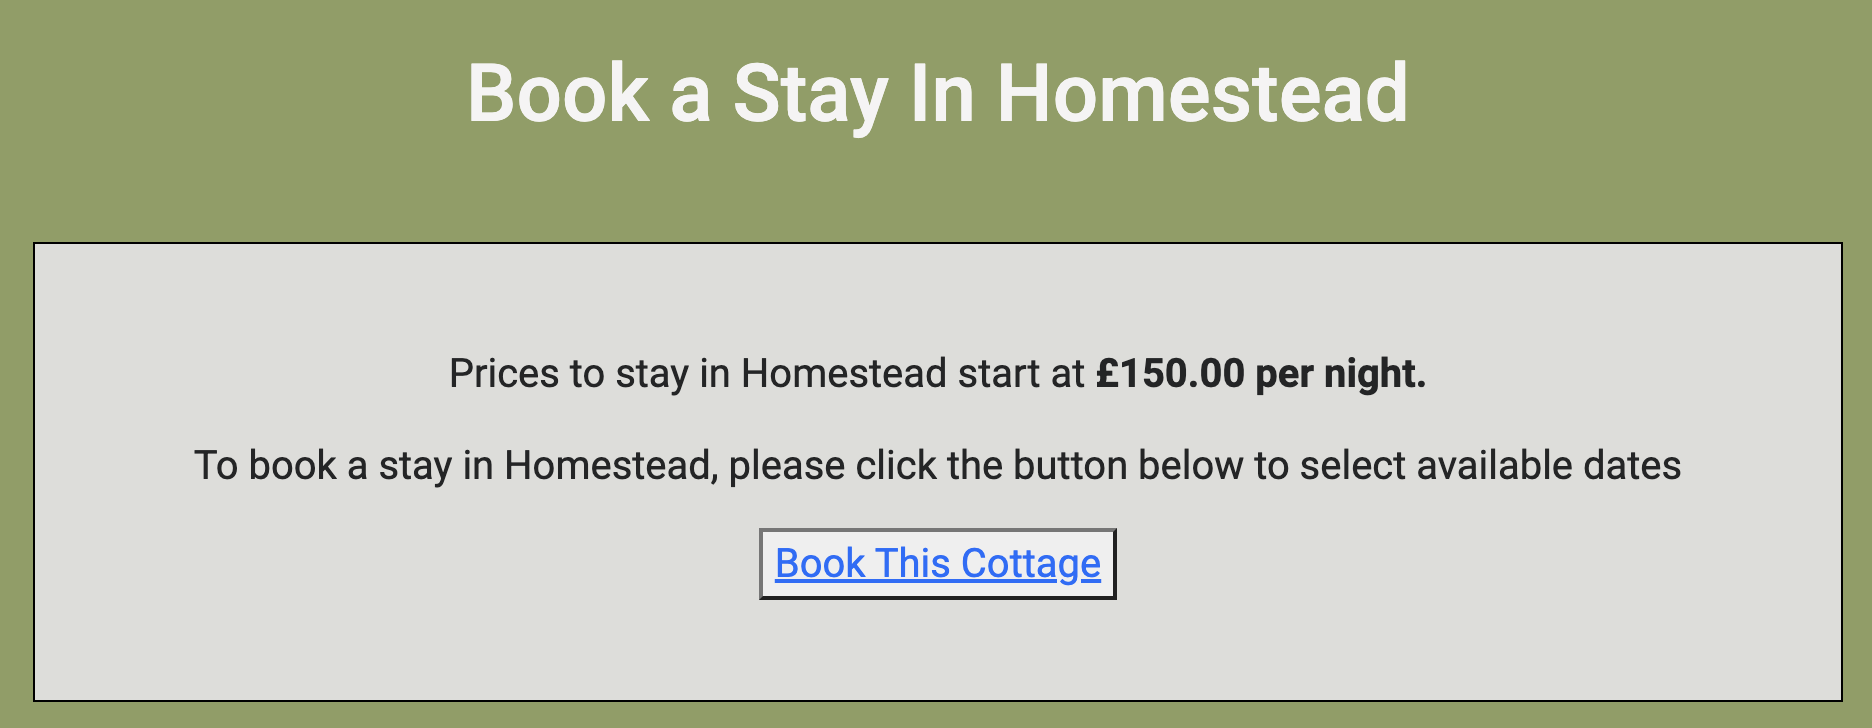 Book a Stay In Homestead
Prices to stay in Homestead start at £150.00 per night.
To book a stay in Homestead, please click the button below to select available dates
Book This Cottage